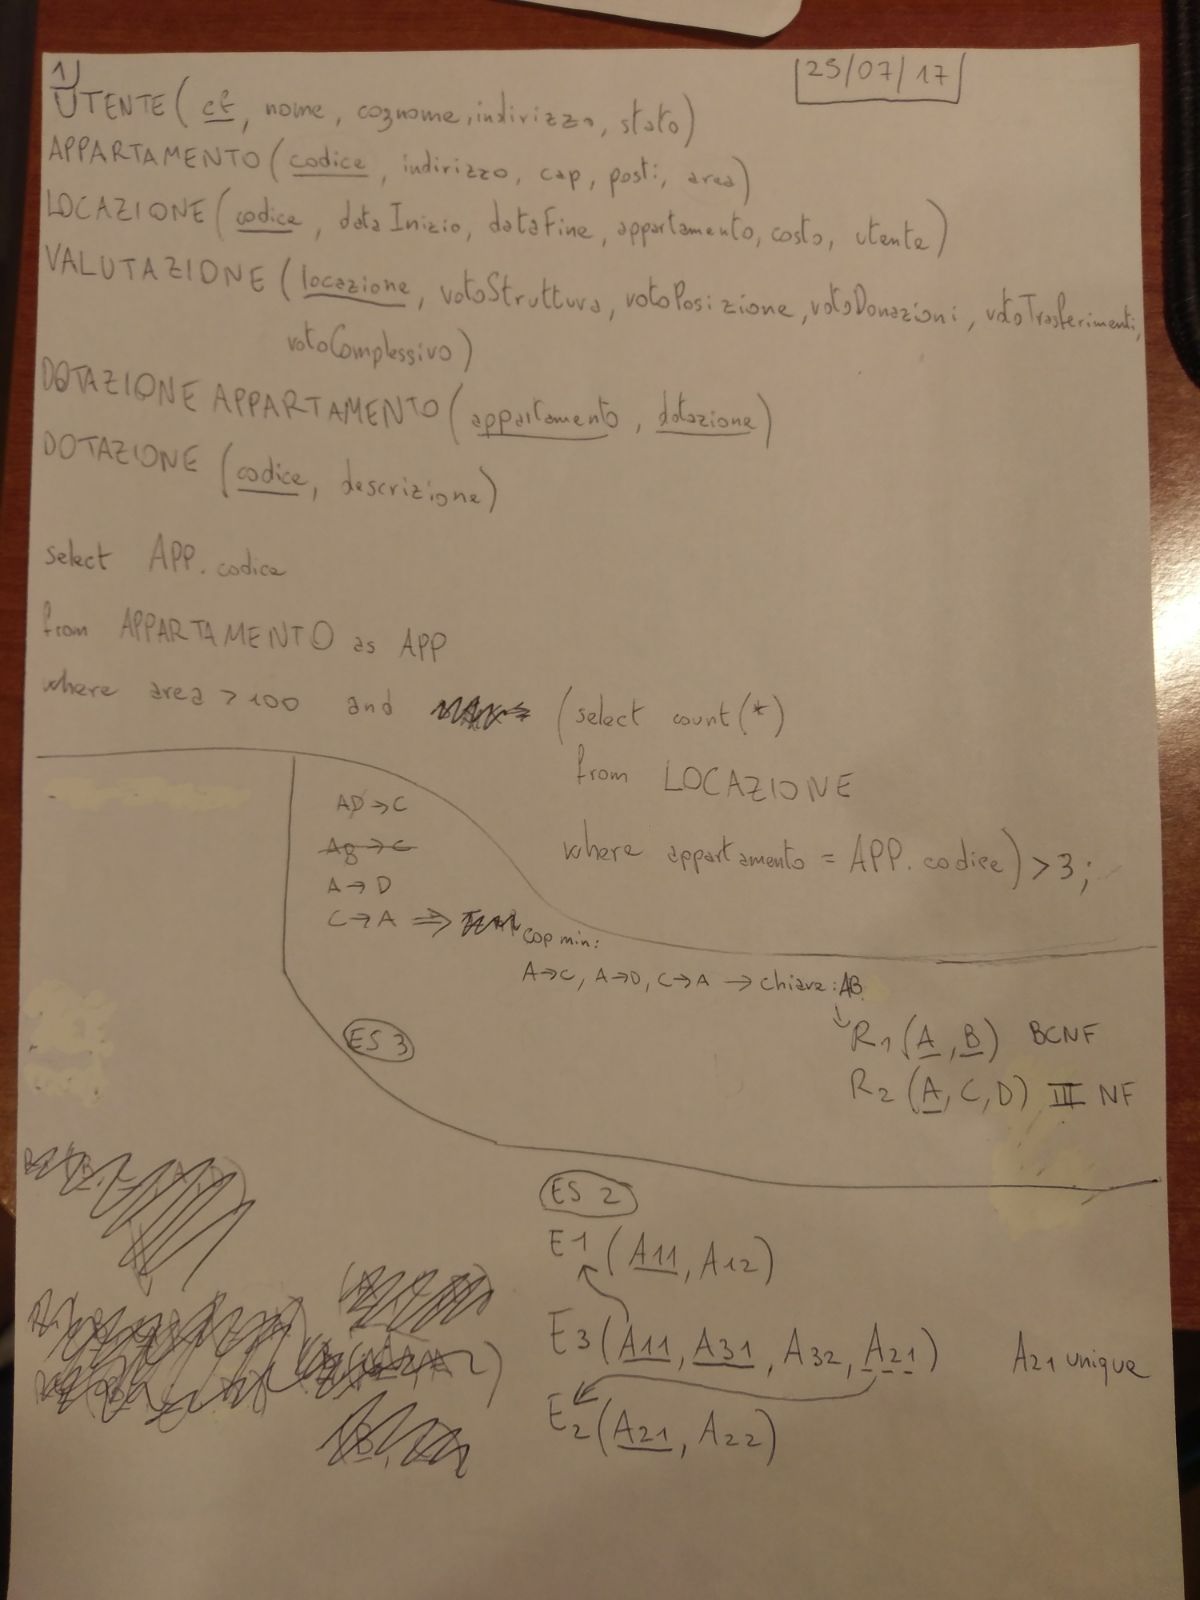 1)
25/07/17
UTENTE ( cf, nome, cognome, indirizzo, stato)
APPARTAMENTO ( codice, indirizzo, cap, posti, area)
LOCAZIONE ( codice, dataInizio, dataFine, appartamento, costo, utente)
VALUTAZIONE ( locazione, votoStruttura, votoPosizione, votoDonazioni, votoTrasferimenti,
votoComplessivo)
DOTAZIONE APPARTAMENTO ( appartamento, dotazione)
DOTAZIONE ( codice, descrizione)
select APP.codice
from APPARTAMENTO as APP
where area > 100 and (select count(*)
from LOCAZIONE
where appartamento = APP.codice) > 3;
AD → C
AB → C
A → D
C → A ⇒ cop min:
A→C, A→D, C→A → chiave: AB
ES 3
↓ R1 (A, B) BCNF
R2 (A, C, D) III NF
ES 2
E1 (A11, A12)
E3 (A11, A31, A32, A21) A21 unique
E2 (A21, A22)